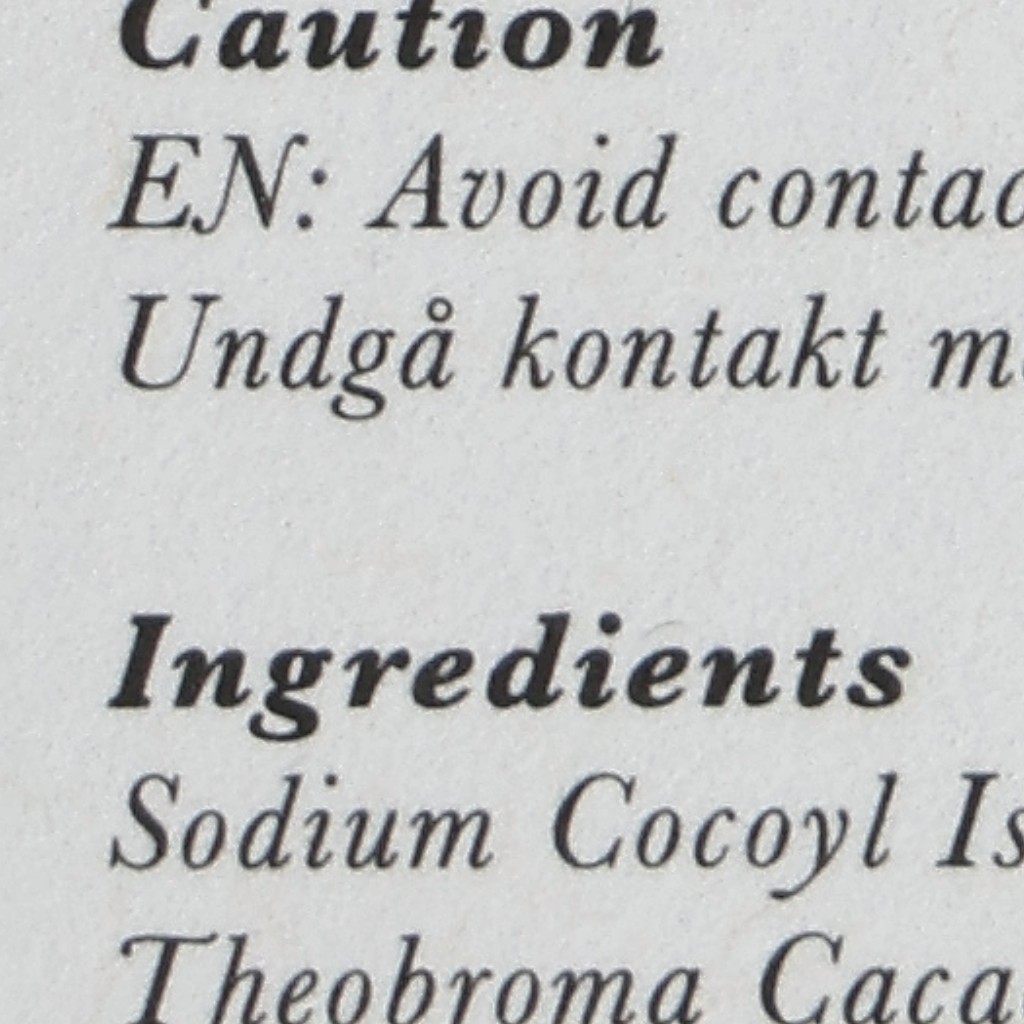 Caution
EN: Avoid contac
Undgå kontakt m
Ingredients
Sodium Cocoyl Is
Theobroma Caca